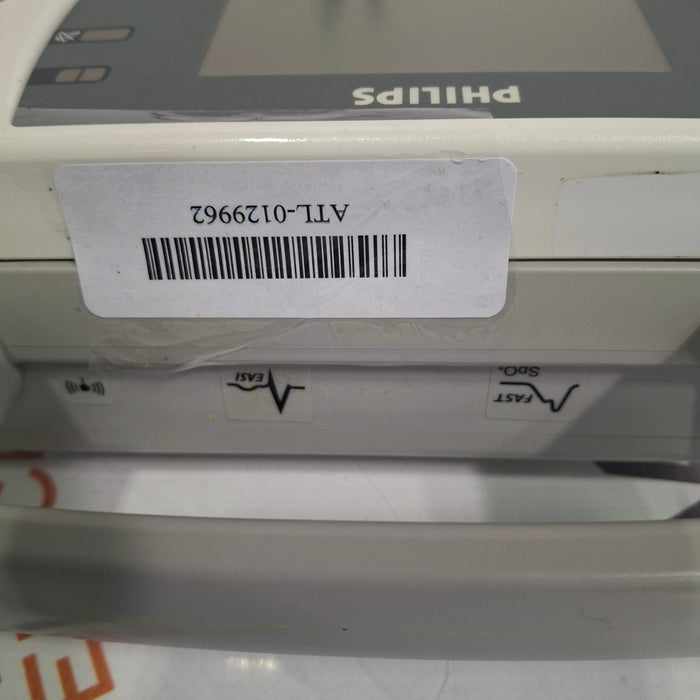 PHILIPS
ATL-0129962
EASI
FAST
SpO₂